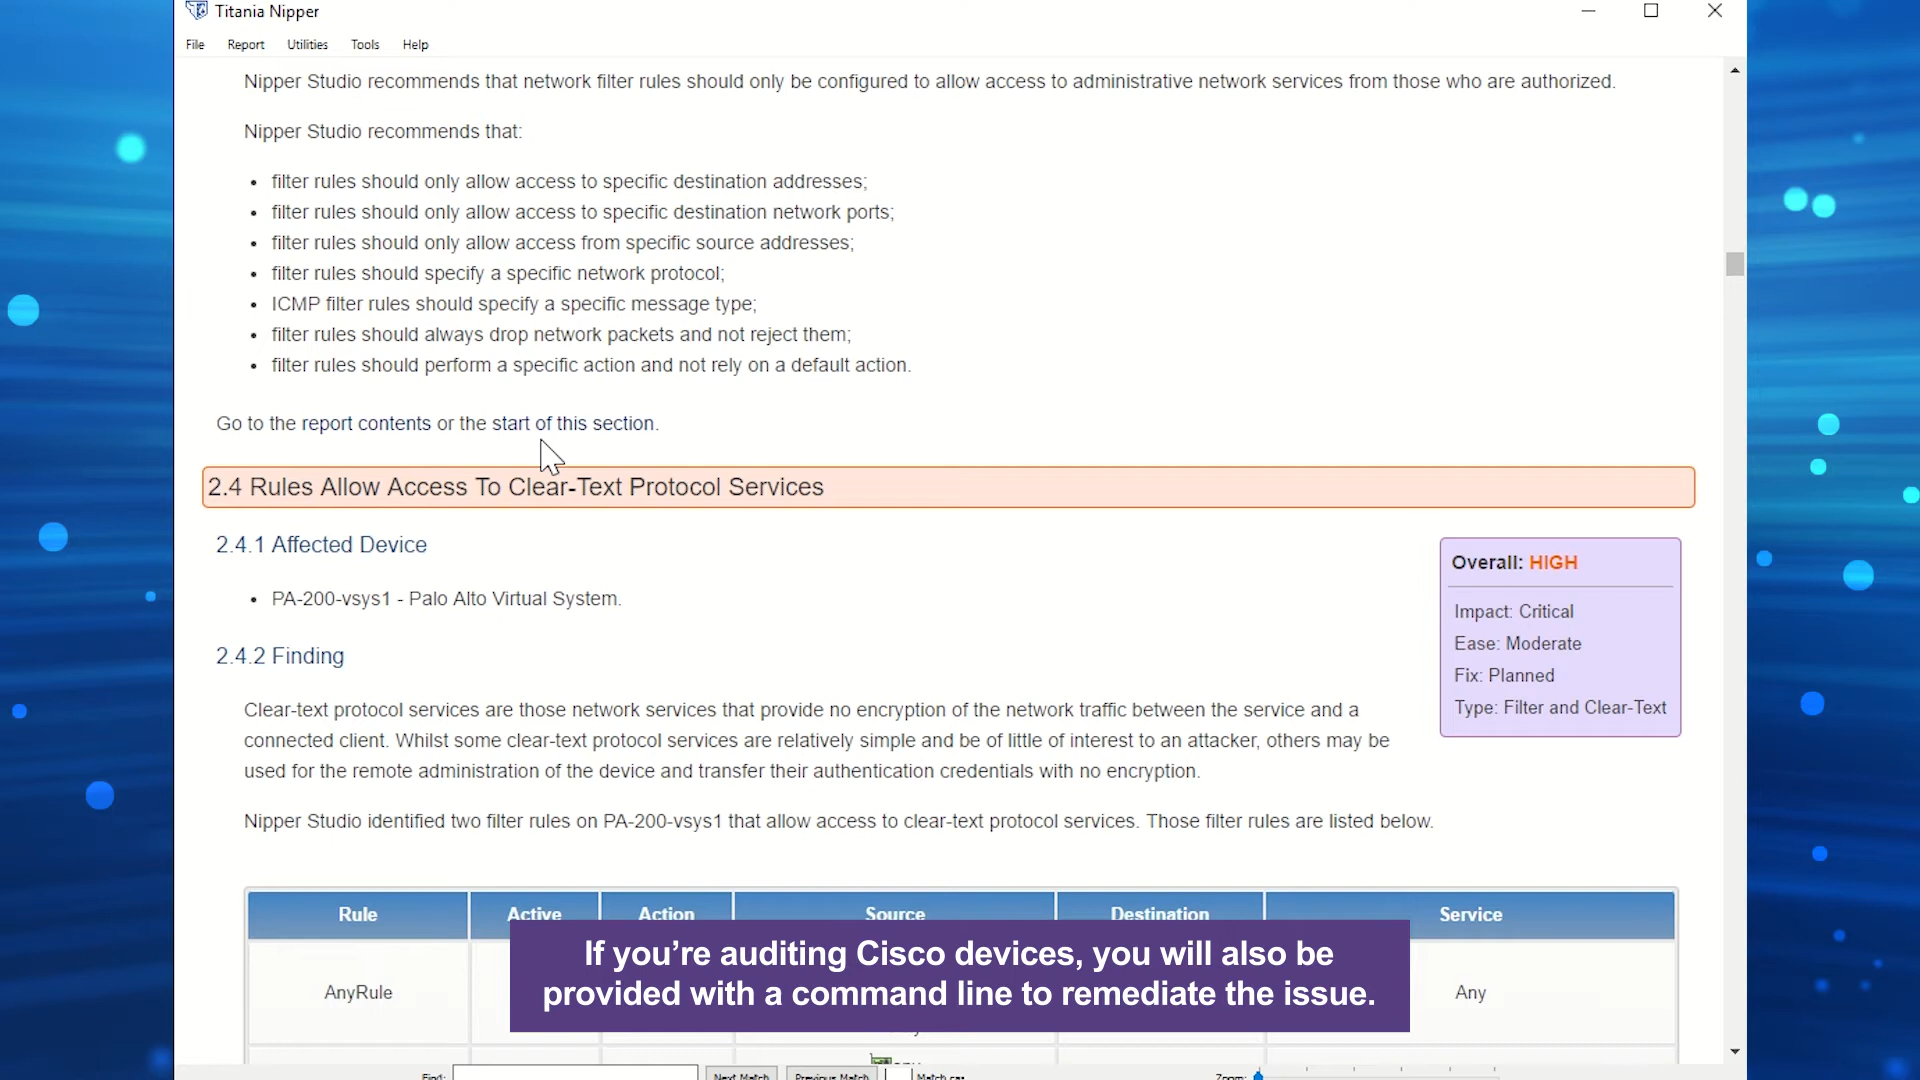 Titania Nipper
File Report Utilities Tools Help
Nipper Studio recommends that network filter rules should only be configured to allow access to administrative network services from those who are authorized.
Nipper Studio recommends that:
• filter rules should only allow access to specific destination addresses;
• filter rules should only allow access to specific destination network ports;
• filter rules should only allow access from specific source addresses;
• filter rules should specify a specific network protocol;
• ICMP filter rules should specify a specific message type;
• filter rules should always drop network packets and not reject them;
• filter rules should perform a specific action and not rely on a default action.
Go to the report contents or the start of this section.
2.4 Rules Allow Access To Clear-Text Protocol Services
2.4.1 Affected Device
• PA-200-vsys1 - Palo Alto Virtual System.
Overall: HIGH
Impact: Critical
Ease: Moderate
Fix: Planned
Type: Filter and Clear-Text
2.4.2 Finding
Clear-text protocol services are those network services that provide no encryption of the network traffic between the service and a
connected client. Whilst some clear-text protocol services are relatively simple and be of little of interest to an attacker, others may be
used for the remote administration of the device and transfer their authentication credentials with no encryption.
Nipper Studio identified two filter rules on PA-200-vsys1 that allow access to clear-text protocol services. Those filter rules are listed below.
Rule Active Action Source Destination Service
AnyRule Any
If you’re auditing Cisco devices, you will also be
provided with a command line to remediate the issue.
Find: Next Match Previous Match Zoom: